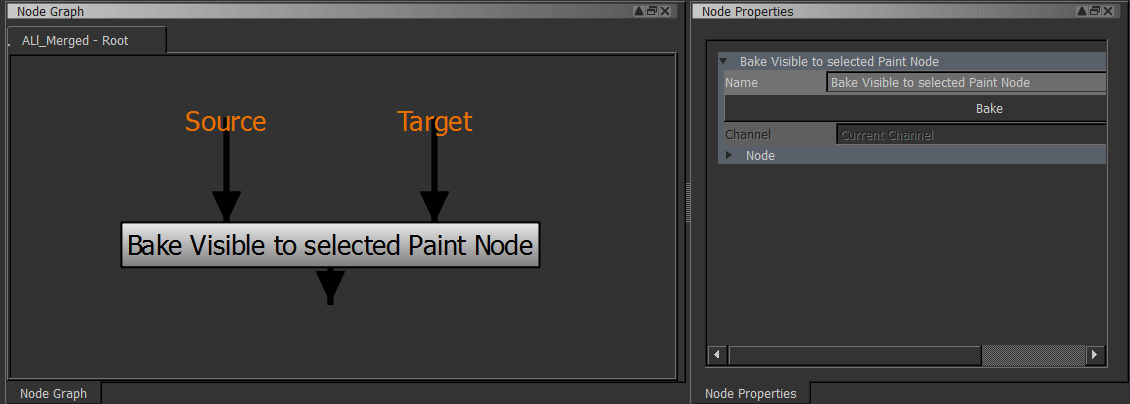 Node Graph
ALl_Merged - Root
Source
Target
Bake Visible to selected Paint Node
Node Graph
Node Properties
Bake Visible to selected Paint Node
Name Bake Visible to selected Paint Node
Bake
Channel Current Channel
Node
Node Properties